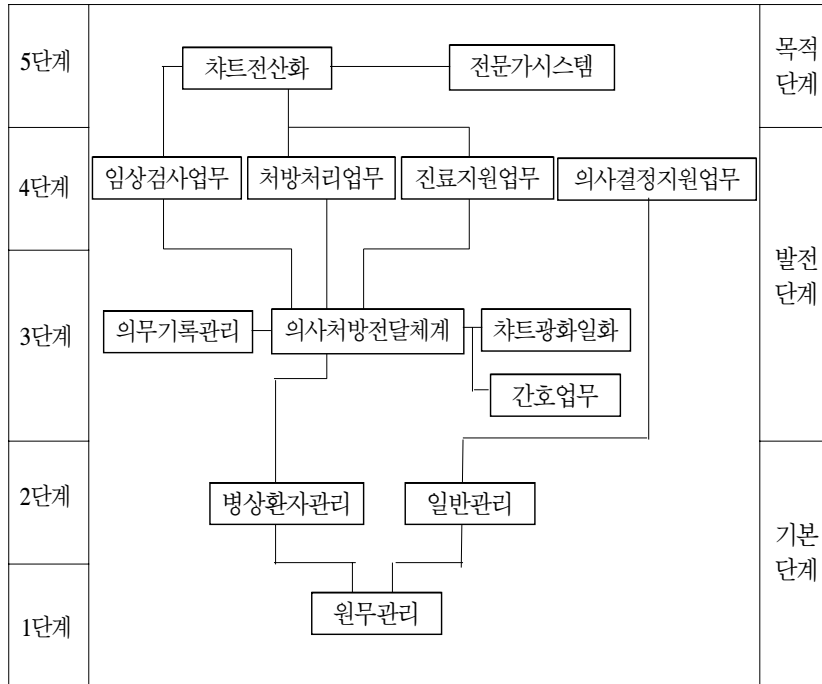 5단계
챠트전산화
전문가시스템
목적
단계
4단계
임상검사업무
처방처리업무
진료지원업무
의사결정지원업무
발전
단계
3단계
의무기록관리
의사처방전달체계
챠트광화일화
간호업무
2단계
병상환자관리
일반관리
기본
단계
1단계
원무관리